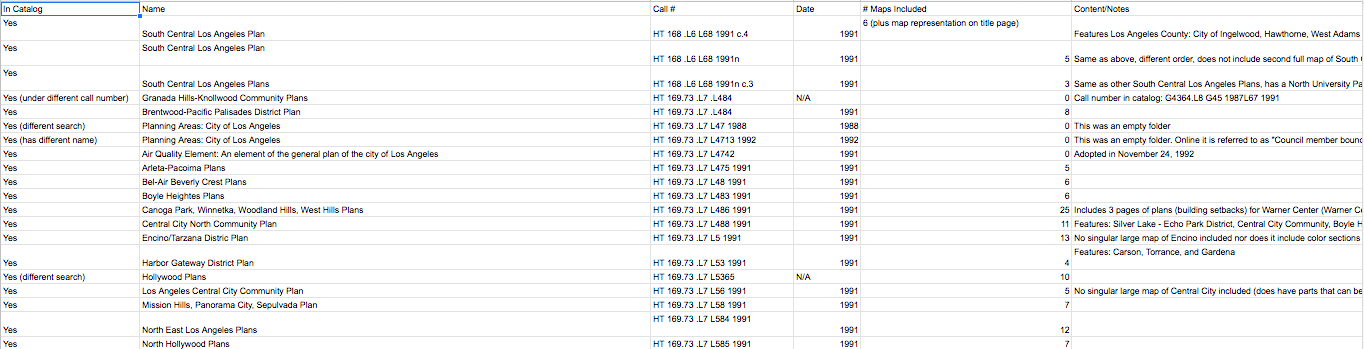 In Catalog Name Call # Date # Maps Included Content/Notes
Yes South Central Los Angeles Plan HT 168 .L6 L68 1991 c.4 1991 6 (plus map representation on title page) Features Los Angeles County: City of Ingelwood, Hawthorne, West Adams
Yes South Central Los Angeles Plan HT 168 .L6 L68 1991n 1991 5 Same as above, different order, does not include second full map of South
Yes South Central Los Angeles Plans HT 168 .L6 L68 1991n c.3 1991 3 Same as other South Central Los Angeles Plans, has a North University Pa
Yes (under different call number) Granada Hills-Knollwood Community Plans HT 169.73 .L7 .L484 N/A 0 Call number in catalog: G4364.L8 G45 1987L67 1991
Yes Brentwood-Pacific Palisades District Plan HT 169.73 .L7 .L484 1991 8
Yes (different search) Planning Areas: City of Los Angeles HT 169.73 .L7 L47 1988 1988 0 This was an empty folder
Yes (has different name) Planning Areas: City of Los Angeles HT 169.73 .L7 L4713 1992 1992 0 This was an empty folder. Online it is referred to as "Council member bound
Yes Air Quality Element: An element of the general plan of the city of Los Angeles HT 169.73 .L7 L4742 1991 0 Adopted in November 24, 1992
Yes Arleta-Pacoima Plans HT 169.73 .L7 L475 1991 1991 5
Yes Bel-Air Beverly Crest Plans HT 169.73 .L7 L48 1991 1991 6
Yes Boyle Heightes Plans HT 169.73 .L7 L483 1991 1991 6
Yes Canoga Park, Winnetka, Woodland Hills, West Hills Plans HT 169.73 .L7 L486 1991 1991 25 Includes 3 pages of plans (building setbacks) for Warner Center (Warner C
Yes Central City North Community Plan HT 169.73 .L7 L488 1991 1991 11 Features: Silver Lake - Echo Park District, Central City Community, Boyle H
Yes Encino/Tarzana Distric Plan HT 169.73 .L7 L5 1991 1991 13 No singular large map of Encino included nor does it include color sections
Yes Harbor Gateway District Plan HT 169.73 .L7 L53 1991 1991 4 Features: Carson, Torrance, and Gardena
Yes (different search) Hollywood Plans HT 169.73 .L7 L5365 N/A 10
Yes Los Angeles Central City Community Plan HT 169.73 .L7 L56 1991 1991 5 No singular large map of Central City included (does have parts that can be
Yes Mission Hills, Panorama City, Sepulvada Plan HT 169.73 .L7 L58 1991 1991 7
Yes North East Los Angeles Plans HT 169.73 .L7 L584 1991 1991 12
Yes North Hollywood Plans HT 169.73 .L7 L585 1991 1991 7